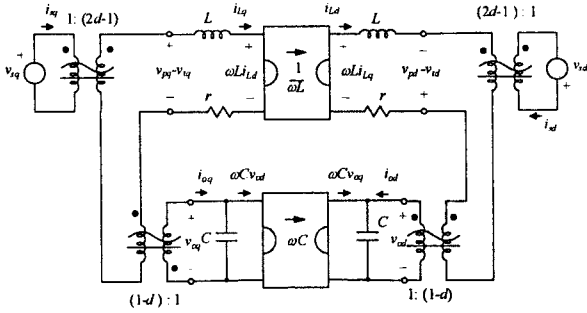 i_sq 1: (2d-1) L i_Lq i_Ld L (2d-1) : 1
v_sq v_pq-v_tq ωLi_Ld 1/ωL ωLi_Lq v_pd-v_td v_sd
r r i_sd
i_oq ωCv_od ωCv_oq i_od
v_oq C ωC C v_od
(1-d) : 1 1: (1-d)